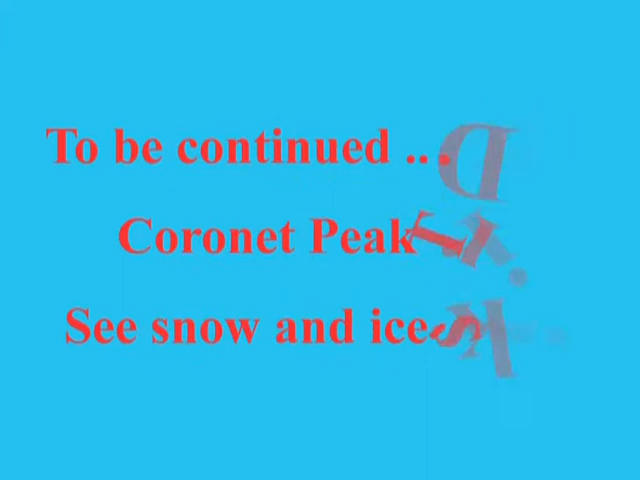 To be continued ...
Coronet Peak
See snow and ice